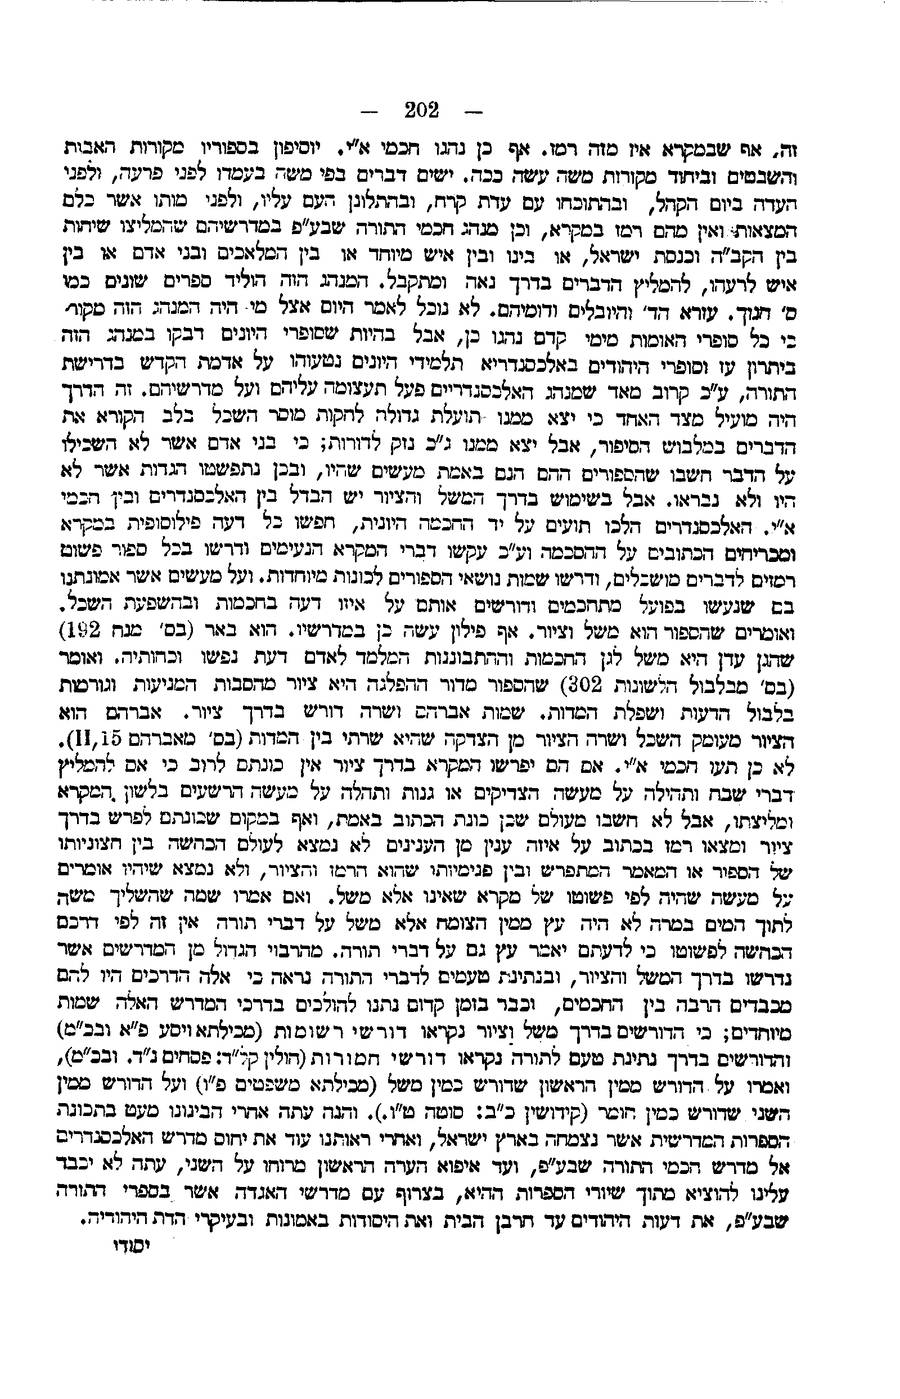 — 202 —
זה, אף שבמקרא אין מזה רמז. אף כן נהגו חכמי א"י. יוסיפון בספוריו מקורות האבות
והשבטים וביחוד מקורות משה עשה ככה. ישים דברים בפי משה בעמדו לפני פרעה, ולפני
העדה ביום הקהל, ובהתוכחו עם עדת קרח, ובהתלונן העם עליו, ולפני מותו אשר כלם
המצאות ואין מהם רמז במקרא, וכן מנהג חכמי התורה שבע"פ במדרשיהם שהמליצו שיחות
בין הקב"ה וכנסת ישראל, או בינו ובין איש מיוחד או בין המלאכים ובני אדם או בין
איש לרעהו, להמליץ הדברים בדרך נאה ומתקבל. המנהג הזה הוליד ספרים שונים כמו
ס' חנוך. עזרא הד' והיובלים ודומיהם. לא נוכל לאמר היום אצל מי היה המנהג הזה מקורי
כי כל סופרי האומות מימי קדם נהגו כן, אבל בהיות שסופרי היונים דבקו במנהג הזה
ביתרון עז וסופרי היהודים באלכסנדריא תלמידי היונים נטעוהו על אדמת הקדש בדרישת
התורה, ע"כ קרוב מאד שמנהג האלכסנדריים פעל תעצומה עליהם ועל מדרשיהם. זה הדרך
היה מועיל מצד האחד כי יצא ממנו תועלת גדולה לחקות מוסר השכל בלב הקורא את
הדברים במלבוש הסיפור, אבל יצא ממנו ג"כ נזק לדורות; כי בני אדם אשר לא השכילו
על הדבר חשבו שהספורים ההם הנם באמת מעשים שהיו, ובכן נתפשטו הגדות אשר לא
היו ולא נבראו. אבל בשימוש בדרך המשל והציור יש הבדל בין האלכסנדרים ובין חכמי
א"י. האלכסנדרים הלכו תועים על יד החכמה היונית, חפשו כל דעה פילוסופית במקרא
ומכריחים הכתובים על ההסכמה וע"כ עקשו דברי המקרא הנעימים ודרשו בכל ספור פשוט
רמזים לדברים מושכלים, ודרשו שמות נושאי הספורים לכונות מיוחדות. ועל מעשים אשר אמונתנו
בם שנעשו בפועל מתחכמים ודורשים אותם על איזו דעה בחכמות ובהשפעת השכל.
ואומרים שהספור הוא משל וציור. אף פילון עשה כן במדרשיו. הוא באר (בס' מנח 192)
שהגן עדן היא משל לגן החכמות וההתבוננות המלמד לאדם דעת נפשו וכחותיה. ואומר
(בס' מבלבול הלשונות 302) שהספור מדור ההפלגה היא ציור מהסבות המניעות וגורמת
בלבול הדעות ושפלת המדות. שמות אברהם ושרה דורש בדרך ציור. אברהם הוא
הציור מעומק השכל ושרה הציור מן הצדקה שהיא שרתי בין המדות (בס' מאברהם II,15).
לא כן תעו חכמי א"י. אם הם יפרשו המקרא בדרך ציור אין כונתם לרוב כי אם להמליץ
דברי שבח ותהילה על מעשה הצדיקים או גנות ותהלה על מעשה הרשעים בלשון המקרא
ומליצתו, אבל לא חשבו מעולם שכן כונת הכתוב באמת, ואף במקום שכונתם לפרש בדרך
ציור ומצאו רמז בכתוב על איזה ענין מן הענינים לא נמצא לעולם הכחשה בין חצוניותו
של הספור או המאמר המתפרש ובין פנימיותו שהוא הרמז והציור, ולא נמצא שיהיו אומרים
על מעשה שהיה לפי פשוטו של מקרא שאינו אלא משל. ואם אמרו שמה שהשליך משה
לתוך המים במרה לא היה עץ ממין הצומח אלא משל על דברי תורה אין זה לפי דרכם
הכחשה לפשוטו כי לדעתם יאמר עץ גם על דברי תורה. מהרבוי הגדול מן המדרשים אשר
נדרשו בדרך המשל והציור, ובנתינת טעמים לדברי התורה נראה כי אלה הדרכים היו להם
מכבדים הרבה בין החכמים, וכבר בזמן קדום נתנו להולכים בדרכי המדרש האלה שמות
מיוחדים; כי הדורשים בדרך משל וציור נקראו דורשי רשומות (מכילתא ויסע פ"א ובכ"מ)
והדורשים בדרך נתינת טעם לתורה נקראו דורשי חמורות (חולין קל"ד: פסחים נ"ד. ובכ"מ),
ואמרו על הדורש ממין הראשון שדורש כמין משל (מכילתא משפטים פ"ו) ועל הדורש ממין
השני שדורש כמין חומר (קידושין כ"ב: סוטה ט"ו.). והנה עתה אחרי הביננו מעט בתכונת
הספרות המדרשית אשר נצמחה בארץ ישראל, ואחרי ראותנו עוד את יחוס מדרש האלכסנדרים
אל מדרש חכמי התורה שבע"פ, ועד איפוא הערה הראשון מרוחו על השני, עתה לא יכבד
עלינו להוציא מתוך שיורי הספרות ההיא, בצרוף עם מדרשי האגדה אשר בספרי התורה
שבע"פ, את דעות היהודים עד חרבן הבית ואת היסודות באמונות ובעיקרי הדת היהודיה.
יסודי